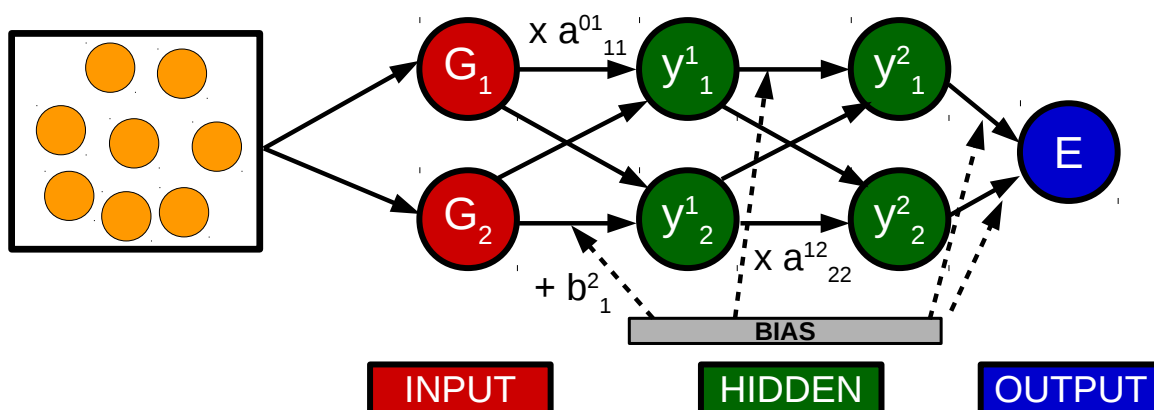 x a⁰¹₁₁
G₁ y¹₁ y²₁
E
G₂ y¹₂ y²₂
x a¹²₂₂
+ b²₁
BIAS
INPUT HIDDEN OUTPUT